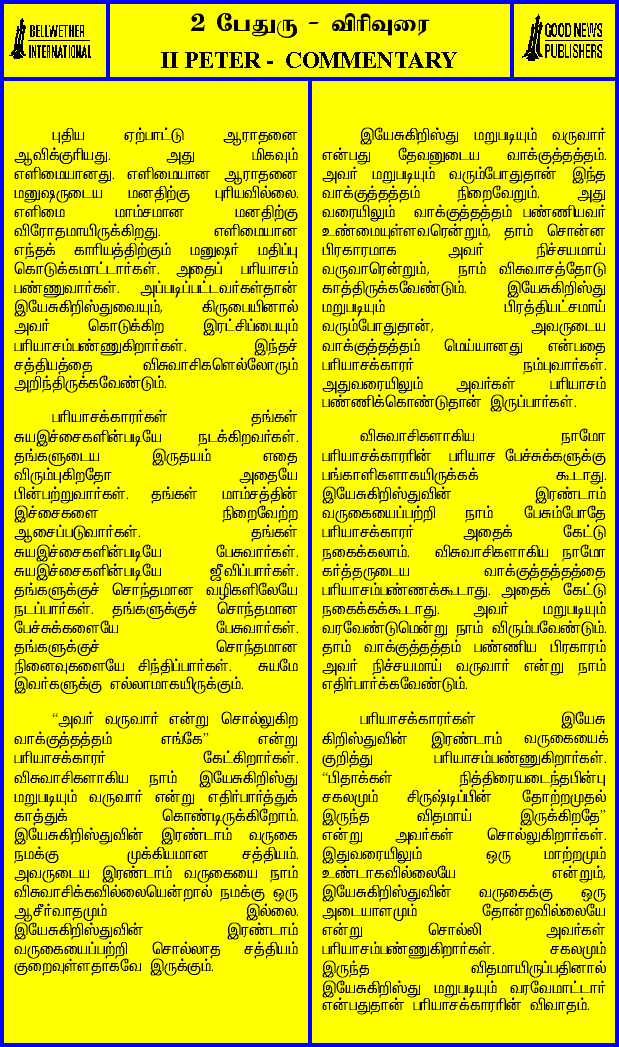 BELLWETHER
INTERNATIONAL
2 பேதுரு - விரிவுரை
II PETER - COMMENTARY
GOOD NEWS
PUBLISHERS
புதிய ஏற்பாட்டு ஆராதனை
ஆவிக்குரியது. அது மிகவும்
எளிமையானது. எளிமையான ஆராதனை
மனுஷருடைய மனதிற்கு புரியவில்லை.
எளிமை மாம்சமான மனதிற்கு
விரோதமாயிருக்கிறது. எளிமையான
எந்தக் காரியத்திற்கும் மனுஷர் மதிப்பு
கொடுக்கமாட்டார்கள். அதைப் பரியாசம்
பண்ணுவார்கள். அப்படிப்பட்டவர்கள்தான்
இயேசுகிறிஸ்துவையும், கிருபையினால்
அவர் கொடுக்கிற இரட்சிப்பையும்
பரியாசம்பண்ணுகிறார்கள். இந்தச்
சத்தியத்தை விசுவாசிகளெல்லோரும்
அறிந்திருக்கவேண்டும்.
பரியாசக்காரர்கள் தங்கள்
சுயஇச்சைகளின்படியே நடக்கிறவர்கள்.
தங்களுடைய இருதயம் எதை
விரும்புகிறதோ அதையே
பின்பற்றுவார்கள். தங்கள் மாம்சத்தின்
இச்சைகளை நிறைவேற்ற
ஆசைப்படுவார்கள். தங்கள்
சுயஇச்சைகளின்படியே பேசுவார்கள்.
சுயஇச்சைகளின்படியே ஜீவிப்பார்கள்.
தங்களுக்குச் சொந்தமான வழிகளிலேயே
நடப்பார்கள். தங்களுக்குச் சொந்தமான
பேச்சுக்களையே பேசுவார்கள்.
தங்களுக்குச் சொந்தமான
நினைவுகளையே சிந்திப்பார்கள். சுயமே
இவர்களுக்கு எல்லாமாகயிருக்கும்.
“அவர் வருவார் என்று சொல்லுகிற
வாக்குத்தத்தம் எங்கே” என்று
பரியாசக்காரர் கேட்கிறார்கள்.
விசுவாசிகளாகிய நாம் இயேசுகிறிஸ்து
மறுபடியும் வருவார் என்று எதிர்பார்த்துக்
காத்துக் கொண்டிருக்கிறோம்.
இயேசுகிறிஸ்துவின் இரண்டாம் வருகை
நமக்கு முக்கியமான சத்தியம்.
அவருடைய இரண்டாம் வருகையை நாம்
விசுவாசிக்கவில்லையென்றால் நமக்கு ஒரு
ஆசீர்வாதமும் இல்லை.
இயேசுகிறிஸ்துவின் இரண்டாம்
வருகையைப்பற்றி சொல்லாத சத்தியம்
குறைவுள்ளதாகவே இருக்கும்.
இயேசுகிறிஸ்து மறுபடியும் வருவார்
என்பது தேவனுடைய வாக்குத்தத்தம்.
அவர் மறுபடியும் வரும்போதுதான் இந்த
வாக்குத்தத்தம் நிறைவேறும். அது
வரையிலும் வாக்குத்தத்தம் பண்ணியவர்
உண்மையுள்ளவரென்றும், தாம் சொன்ன
பிரகாரமாக அவர் நிச்சயமாய்
வருவாரென்றும், நாம் விசுவாசத்தோடு
காத்திருக்கவேண்டும். இயேசுகிறிஸ்து
மறுபடியும் பிரத்தியட்சமாய்
வரும்போதுதான், அவருடைய
வாக்குத்தத்தம் மெய்யானது என்பதை
பரியாசக்காரர் நம்புவார்கள்.
அதுவரையிலும் அவர்கள் பரியாசம்
பண்ணிக்கொண்டுதான் இருப்பார்கள்.
விசுவாசிகளாகிய நாமோ
பரியாசக்காரரின் பரியாச பேச்சுக்களுக்கு
பங்காளிகளாகயிருக்கக் கூடாது.
இயேசுகிறிஸ்துவின் இரண்டாம்
வருகையைப்பற்றி நாம் பேசும்போதே
பரியாசக்காரர் அதைக் கேட்டு
நகைக்கலாம். விசுவாசிகளாகிய நாமோ
கர்த்தருடைய வாக்குத்தத்தத்தை
பரியாசம்பண்ணக்கூடாது. அதைக் கேட்டு
நகைக்கக்கூடாது. அவர் மறுபடியும்
வரவேண்டுமென்று நாம் விரும்பவேண்டும்.
தாம் வாக்குத்தத்தம் பண்ணிய பிரகாரம்
அவர் நிச்சயமாய் வருவார் என்று நாம்
எதிர்பார்க்கவேண்டும்.
பரியாசக்காரர்கள் இயேசு
கிறிஸ்துவின் இரண்டாம் வருகையைக்
குறித்து பரியாசம்பண்ணுகிறார்கள்.
“பிதாக்கள் நித்திரையடைந்தபின்பு
சகலமும் சிருஷ்டிப்பின் தோற்றமுதல்
இருந்த விதமாய் இருக்கிறதே”
என்று அவர்கள் சொல்லுகிறார்கள்.
இதுவரையிலும் ஒரு மாற்றமும்
உண்டாகவில்லையே என்றும்,
இயேசுகிறிஸ்துவின் வருகைக்கு ஒரு
அடையாளமும் தோன்றவில்லையே
என்று சொல்லி அவர்கள்
பரியாசம்பண்ணுகிறார்கள். சகலமும்
இருந்த விதமாயிருப்பதினால்
இயேசுகிறிஸ்து மறுபடியும் வரவேமாட்டார்
என்பதுதான் பரியாசக்காரரின் விவாதம்.